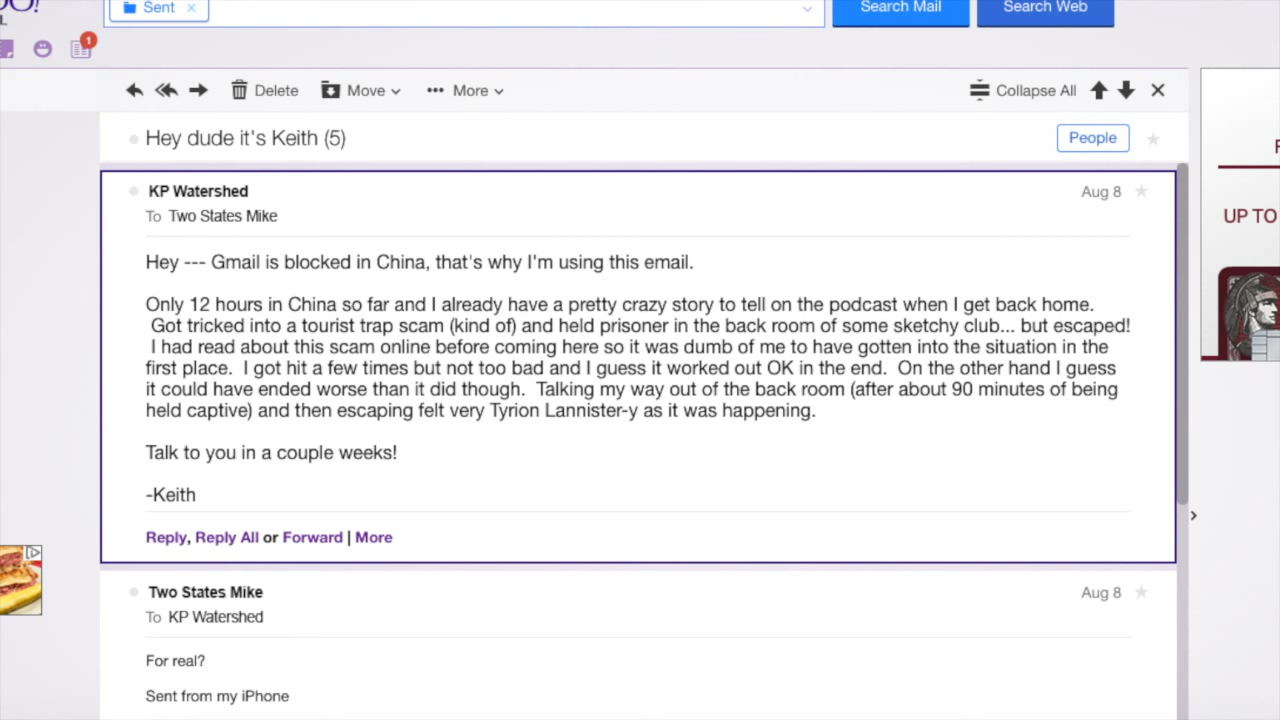 Sent ×
Search Mail
Search Web
1
Delete
Move
More
Collapse All
Hey dude it's Keith (5)
People
KP Watershed
Aug 8
To Two States Mike
Hey --- Gmail is blocked in China, that's why I'm using this email.
Only 12 hours in China so far and I already have a pretty crazy story to tell on the podcast when I get back home.
Got tricked into a tourist trap scam (kind of) and held prisoner in the back room of some sketchy club... but escaped!
I had read about this scam online before coming here so it was dumb of me to have gotten into the situation in the
first place. I got hit a few times but not too bad and I guess it worked out OK in the end. On the other hand I guess
it could have ended worse than it did though. Talking my way out of the back room (after about 90 minutes of being
held captive) and then escaping felt very Tyrion Lannister-y as it was happening.
Talk to you in a couple weeks!
-Keith
Reply, Reply All or Forward | More
UP TO
Two States Mike
Aug 8
To KP Watershed
For real?
Sent from my iPhone